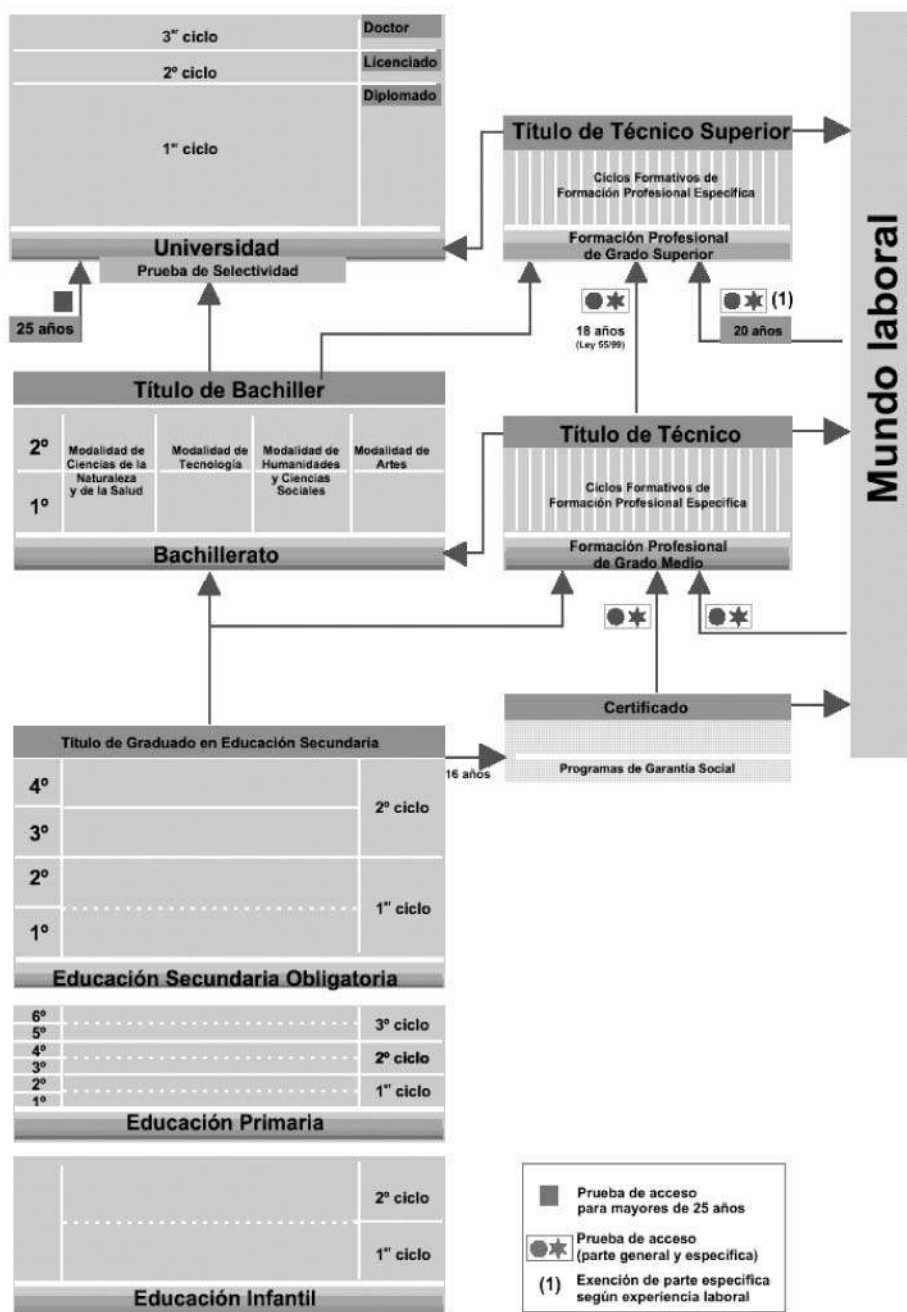 3er ciclo
Doctor
2º ciclo
Licenciado
Diplomado
1er ciclo
Universidad
Prueba de Selectividad
25 años
Título de Técnico Superior
Ciclos Formativos de
Formación Profesional Específica
Formación Profesional
de Grado Superior
18 años
(Ley 55/99)
(1)
20 años
Mundo laboral
Título de Bachiller
2º
1º
Modalidad de
Ciencias de la
Naturaleza
y de la Salud
Modalidad de
Tecnología
Modalidad de
Humanidades
y Ciencias
Sociales
Modalidad de
Artes
Bachillerato
Título de Técnico
Ciclos Formativos de
Formación Profesional Específica
Formación Profesional
de Grado Medio
Certificado
Programas de Garantía Social
16 años
Título de Graduado en Educación Secundaria
4º
3º
2º ciclo
2º
1º
1er ciclo
Educación Secundaria Obligatoria
6º
5º
3º ciclo
4º
3º
2º ciclo
2º
1º
1er ciclo
Educación Primaria
2º ciclo
1er ciclo
Educación Infantil
Prueba de acceso
para mayores de 25 años
Prueba de acceso
(parte general y específica)
(1) Exención de parte específica
según experiencia laboral